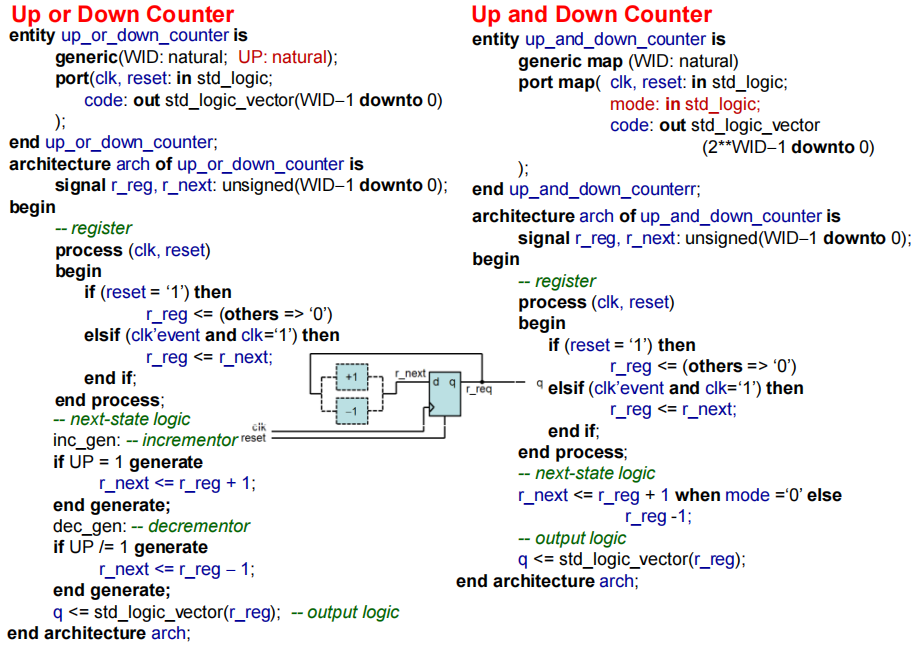 Up or Down Counter
entity up_or_down_counter is
generic(WID: natural; UP: natural);
port(clk, reset: in std_logic;
code: out std_logic_vector(WID–1 downto 0)
);
end up_or_down_counter;
architecture arch of up_or_down_counter is
signal r_reg, r_next: unsigned(WID–1 downto 0);
begin
-- register
process (clk, reset)
begin
if (reset = ‘1’) then
r_reg <= (others => ‘0’)
elsif (clk’event and clk=‘1’) then
r_reg <= r_next;
end if;
end process;
-- next-state logic
inc_gen: -- incrementor
if UP = 1 generate
r_next <= r_reg + 1;
end generate;
dec_gen: -- decrementor
if UP /= 1 generate
r_next <= r_reg – 1;
end generate;
q <= std_logic_vector(r_reg); -- output logic
end architecture arch;
+1
–1
r_next
d q
r_req
q
clk
reset
Up and Down Counter
entity up_and_down_counter is
generic map (WID: natural)
port map( clk, reset: in std_logic;
mode: in std_logic;
code: out std_logic_vector
(2**WID–1 downto 0)
);
end up_and_down_counterr;
architecture arch of up_and_down_counter is
signal r_reg, r_next: unsigned(WID–1 downto 0);
begin
-- register
process (clk, reset)
begin
if (reset = ‘1’) then
r_reg <= (others => ‘0’)
elsif (clk’event and clk=‘1’) then
r_reg <= r_next;
end if;
end process;
-- next-state logic
r_next <= r_reg + 1 when mode =‘0’ else
r_reg -1;
-- output logic
q <= std_logic_vector(r_reg);
end architecture arch;